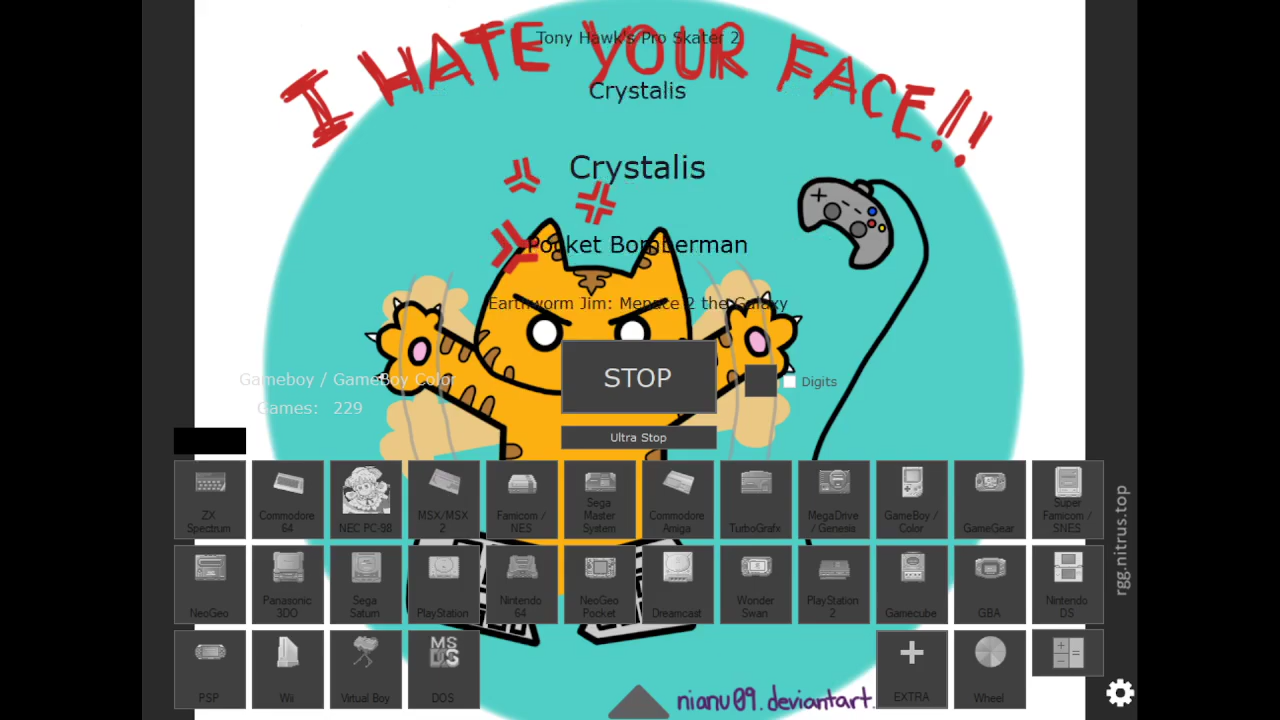 I HATE YOUR FACE!!
Tony Hawk's Pro Skater 2
Crystalis
Crystalis
Pocket Bomberman
Earthworm Jim: Menace 2 the Galaxy
Gameboy / GameBoy Color
Games: 229
STOP
Digits
Ultra Stop
ZX Spectrum
Commodore 64
NEC PC-98
MSX/MSX 2
Famicom / NES
Sega Master System
Commodore Amiga
TurboGrafx
MegaDrive / Genesis
GameBoy / Color
GameGear
Super Famicom / SNES
NeoGeo
Panasonic 3DO
Sega Saturn
PlayStation
Nintendo 64
NeoGeo Pocket
Dreamcast
Wonder Swan
PlayStation 2
Gamecube
GBA
Nintendo DS
PSP
Wii
Virtual Boy
MS DOS
DOS
EXTRA
Wheel
rgg.nitrus.top
nianu09.deviantart.